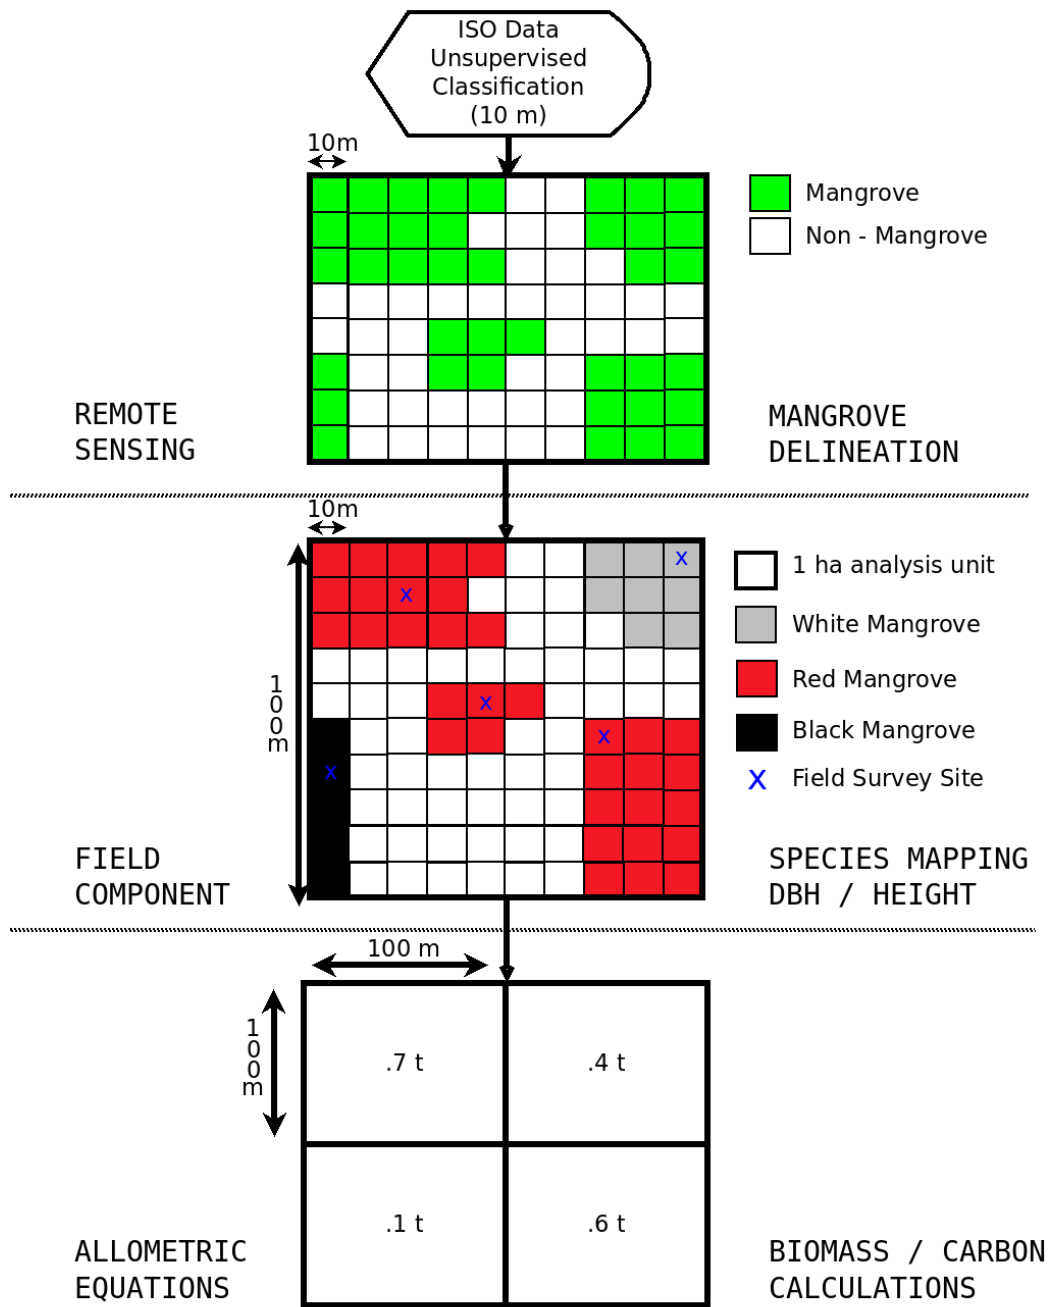 ISO Data
Unsupervised
Classification
(10 m)
10m
Mangrove
Non - Mangrove
REMOTE
SENSING
MANGROVE
DELINEATION
10m
100m
X
X
X
X
X
1 ha analysis unit
White Mangrove
Red Mangrove
Black Mangrove
X Field Survey Site
FIELD
COMPONENT
SPECIES MAPPING
DBH / HEIGHT
100 m
100m
.7 t
.4 t
.1 t
.6 t
ALLOMETRIC
EQUATIONS
BIOMASS / CARBON
CALCULATIONS